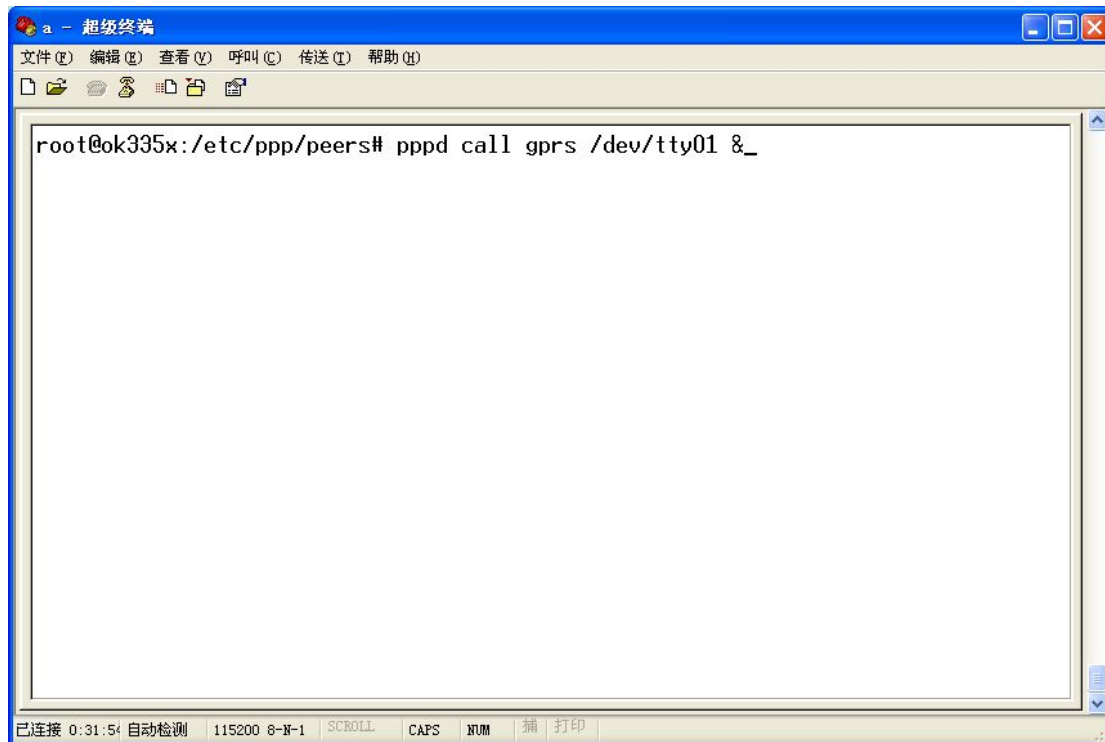 a - 超级终端
文件(F) 编辑(E) 查看(V) 呼叫(C) 传送(T) 帮助(H)
root@ok335x:/etc/ppp/peers# pppd call gprs /dev/ttyO1 &_
已连接 0:31:54 自动检测 115200 8-N-1 SCROLL CAPS NUM 捕 打印